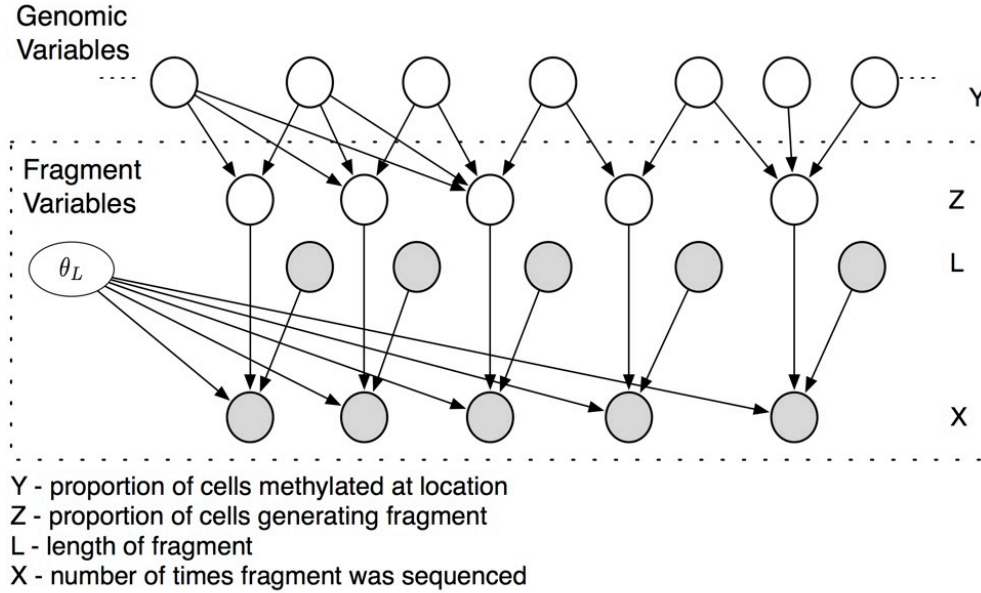 Genomic
Variables
Y
Fragment
Variables
Z
θ_L
L
X
Y - proportion of cells methylated at location
Z - proportion of cells generating fragment
L - length of fragment
X - number of times fragment was sequenced